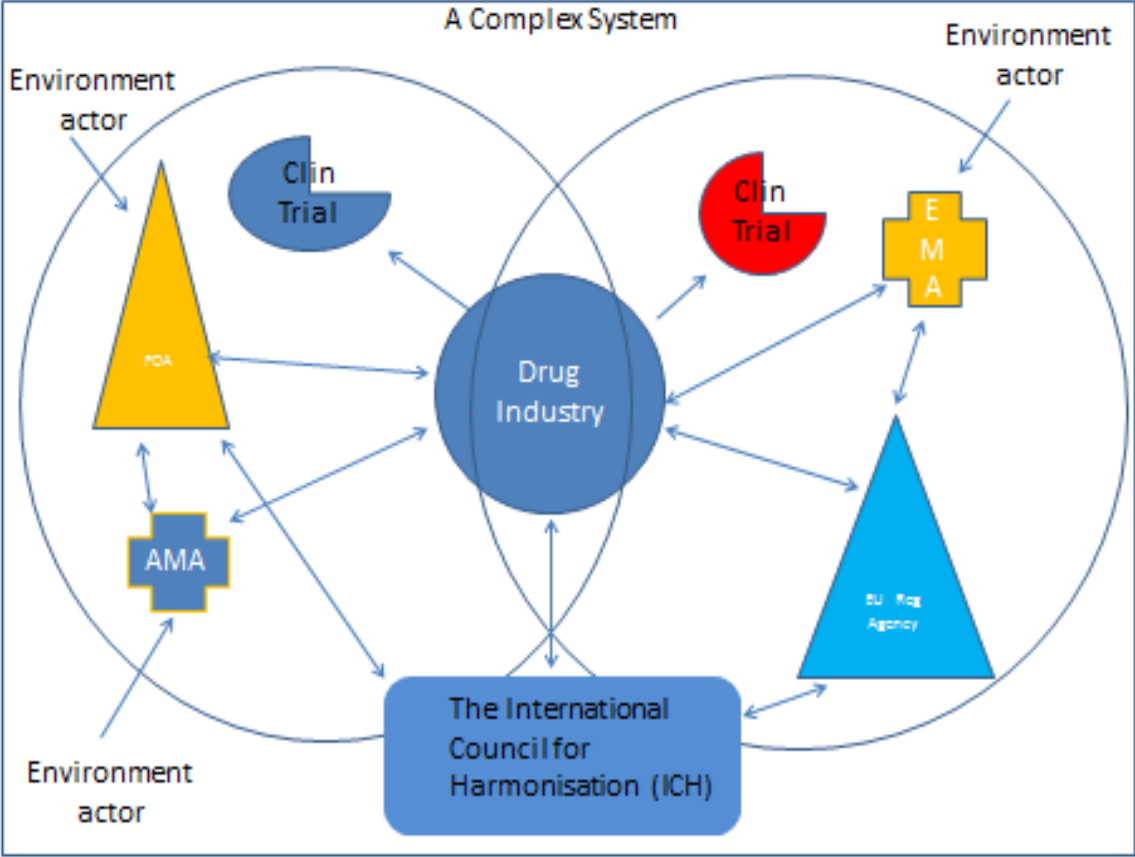 A Complex System
Environment
actor
Environment
actor
Clin
Trial
Clin
Trial
E
M
A
FDA
Drug
Industry
AMA
EU Reg
Agency
The International
Council for
Harmonisation (ICH)
Environment
actor